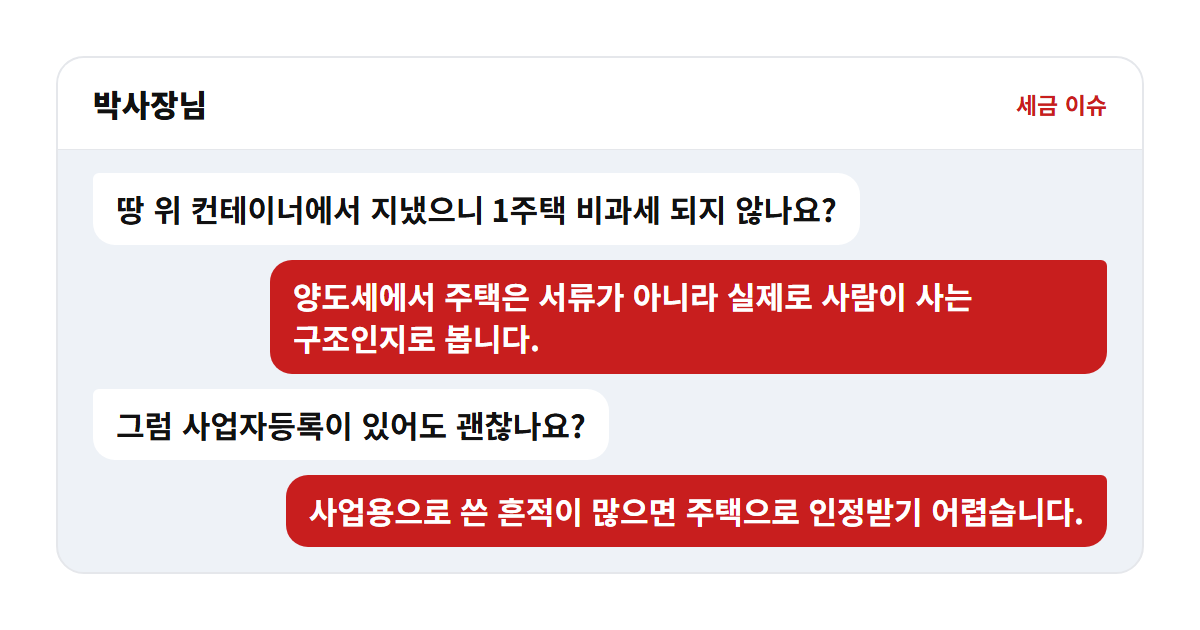 박사장님
세금 이슈
땅 위 컨테이너에서 지냈으니 1주택 비과세 되지 않나요?
양도세에서 주택은 서류가 아니라 실제로 사람이 사는
구조인지로 봅니다.
그럼 사업자등록이 있어도 괜찮나요?
사업용으로 쓴 흔적이 많으면 주택으로 인정받기 어렵습니다.